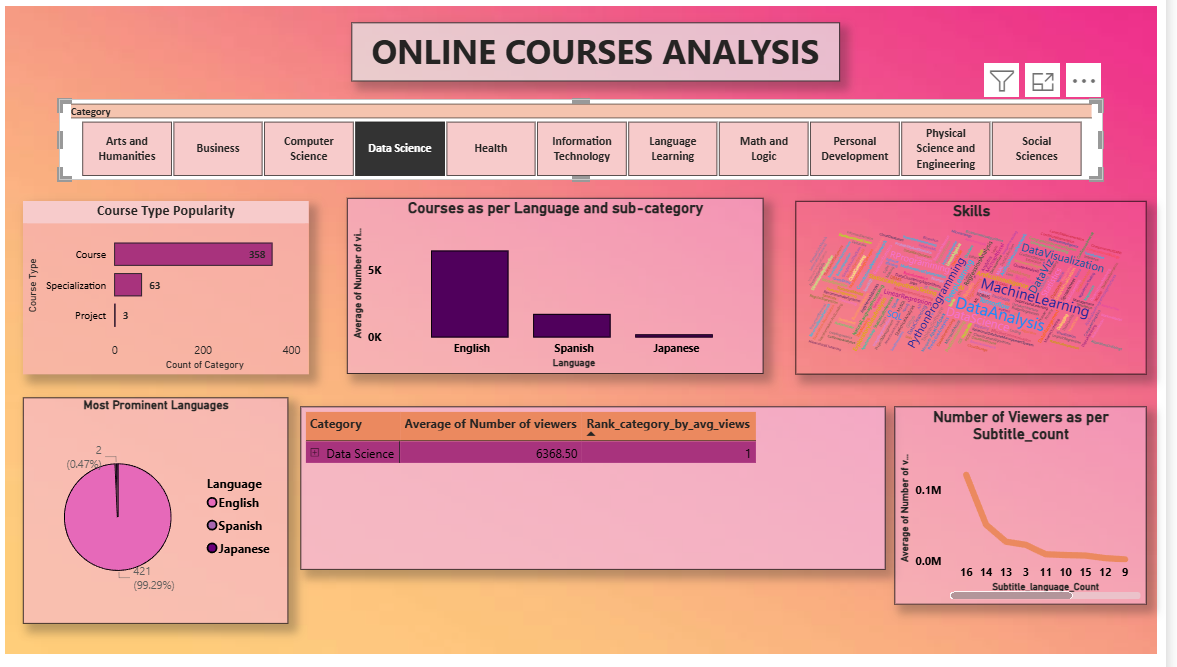 ONLINE COURSES ANALYSIS
Category
Arts and
Humanities
Business
Computer
Science
Data Science
Health
Information
Technology
Language
Learning
Math and
Logic
Personal
Development
Physical
Science and
Engineering
Social
Sciences
Course Type Popularity
Course Type
Course
358
Specialization
63
Project
3
0 200 400
Count of Category
Courses as per Language and sub-category
Average of Number of vi...
5K
0K
English Spanish Japanese
Language
Skills
DataVisualization
DataViz
MachineLearning
DataAnalysis
PythonProgramming
LinearRegression
Most Prominent Languages
2
(0.47%)
421
(99.29%)
Language
English
Spanish
Japanese
Category Average of Number of viewers Rank_category_by_avg_views
Data Science 6368.50 1
Number of Viewers as per
Subtitle_count
Average of Number of v...
0.1M
0.0M
16 14 13 3 11 10 15 12 9
Subtitle_language_Count